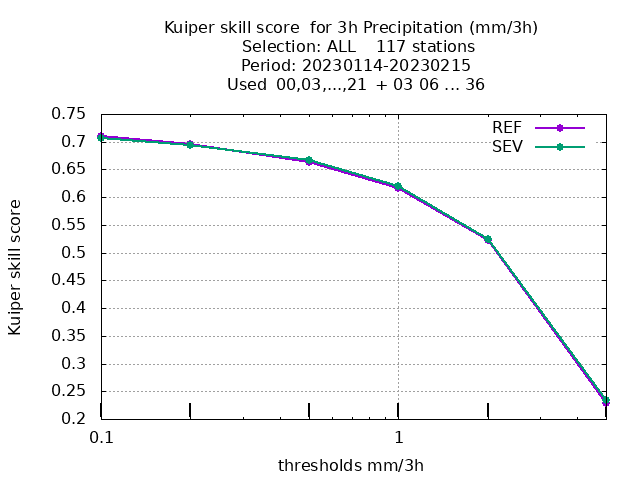 Kuiper skill score  for 3h Precipitation (mm/3h)
Selection: ALL    117 stations
Period: 20230114-20230215
Used  00,03,...,21  + 03 06 ... 36
REF
SEV
0.75
0.7
0.65
0.6
0.55
0.5
0.45
0.4
0.35
0.3
0.25
0.2
Kuiper skill score
0.1
1
thresholds mm/3h